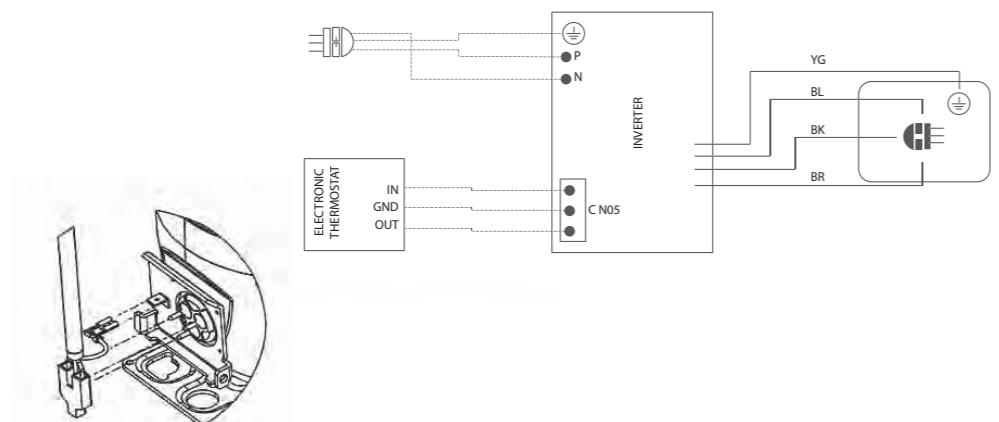 P
N
INVERTER
YG
BL
BK
BR
ELECTRONIC
THERMOSTAT
IN
GND
OUT
C N05